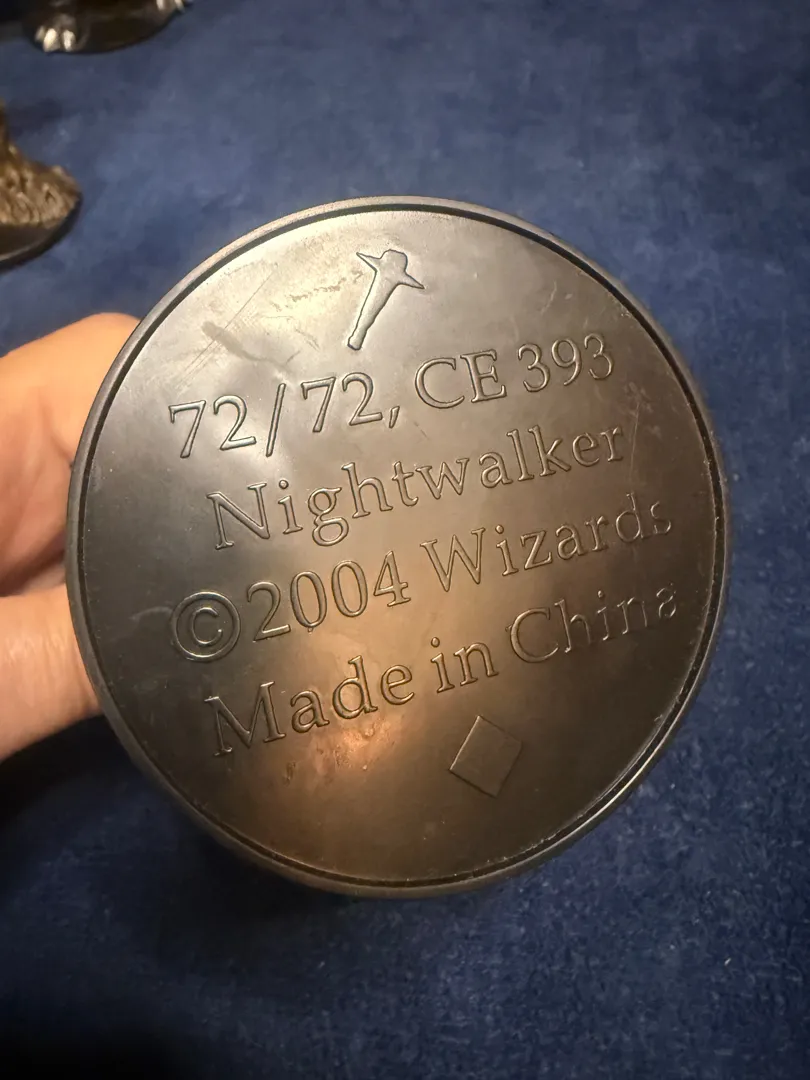 72/72, CE 393
Nightwalker
©2004 Wizards
Made in China